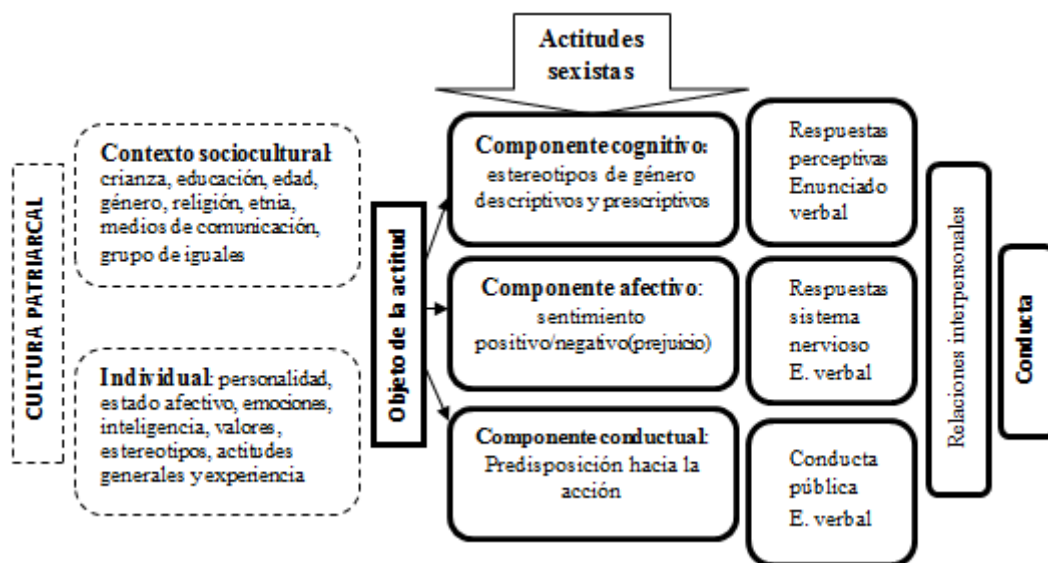 Actitudes
sexistas
CULTURA PATRIARCAL
Contexto sociocultural:
crianza, educación, edad,
género, religión, etnia,
medios de comunicación,
grupo de iguales
Individual: personalidad,
estado afectivo, emociones,
inteligencia, valores,
estereotipos, actitudes
generales y experiencia
Objeto de la actitud
Componente cognitivo:
estereotipos de género
descriptivos y prescriptivos
Componente afectivo:
sentimiento
positivo/negativo(prejuicio)
Componente conductual:
Predisposición hacia la
acción
Respuestas
perceptivas
Enunciado
verbal
Respuestas
sistema
nervioso
E. verbal
Conducta
pública
E. verbal
Relaciones interpersonales
Conducta